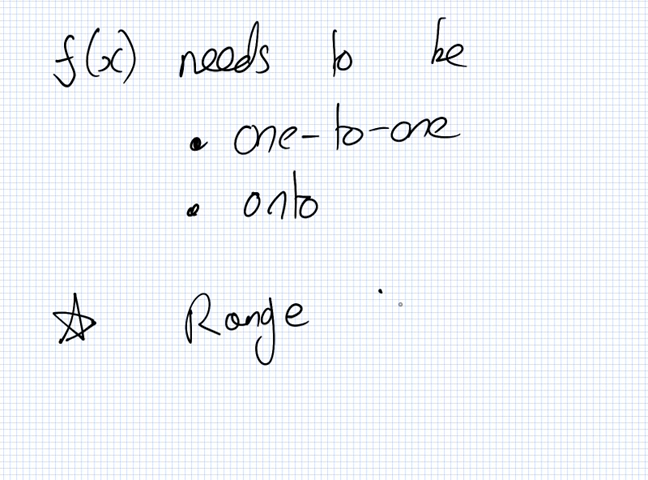 f(x) needs to be
• one-to-one
• onto
☆ Range